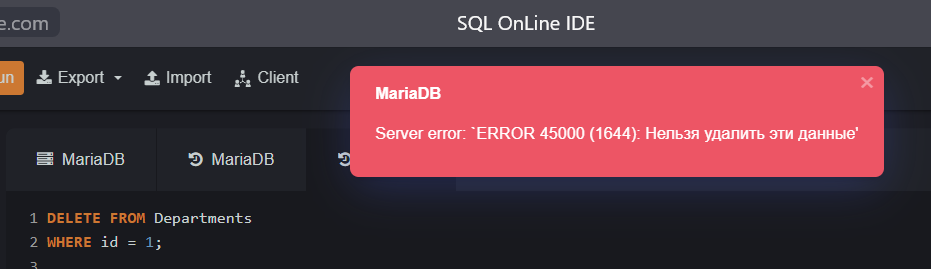 e.com
SQL OnLine IDE
un
Export
Import
Client
MariaDB
Server error: `ERROR 45000 (1644): Нельзя удалить эти данные'
MariaDB
MariaDB
1 DELETE FROM Departments
2 WHERE id = 1;
3